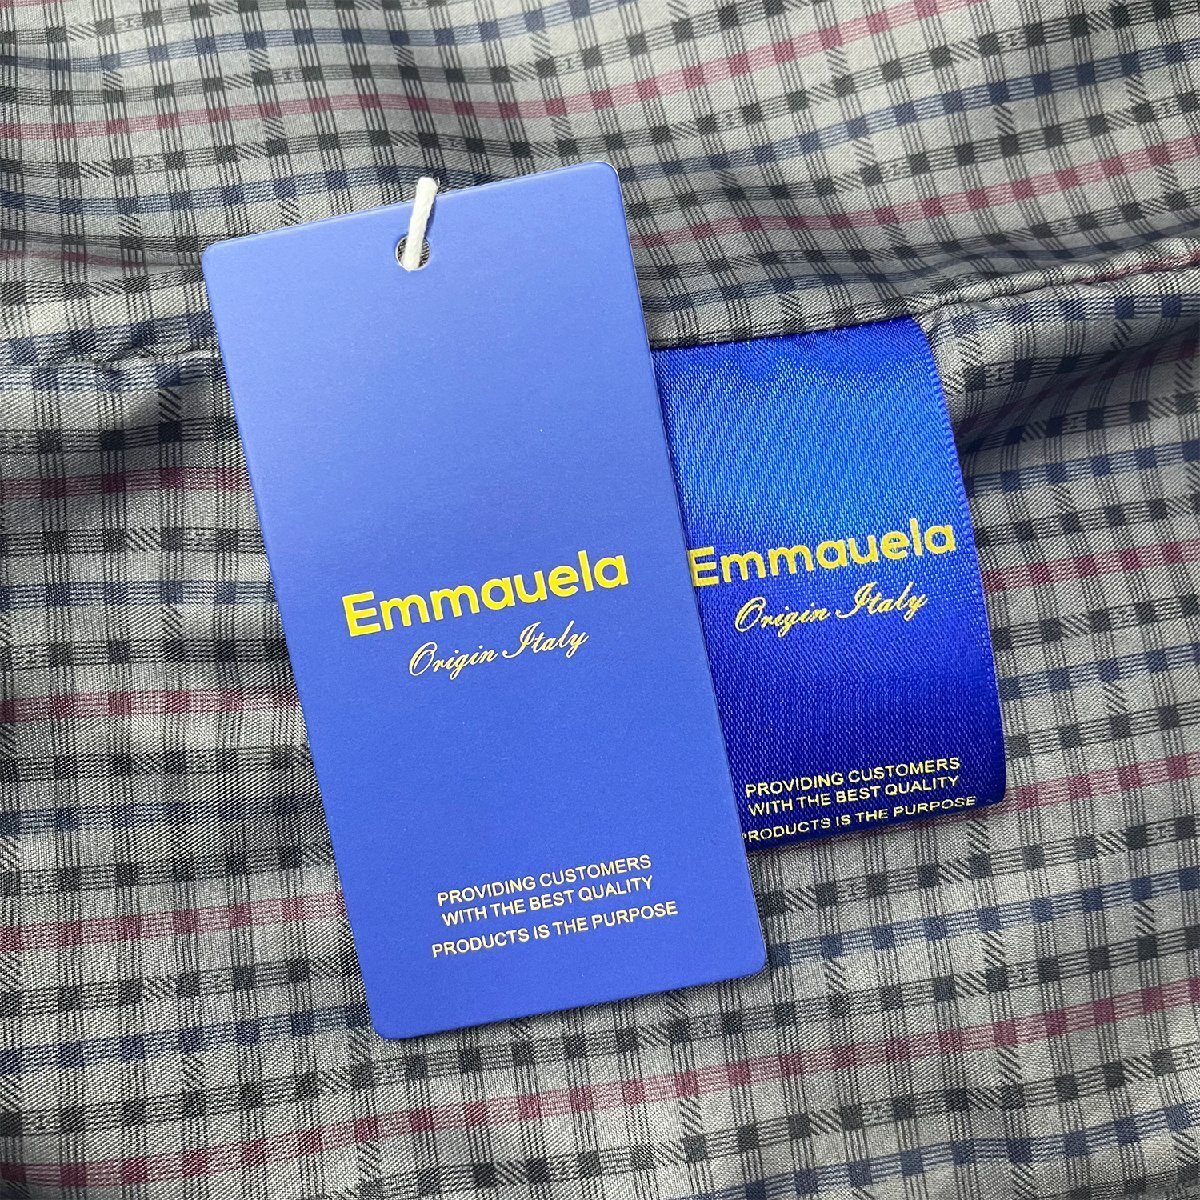 Emmauela
Origin Italy
PROVIDING CUSTOMERS
WITH THE BEST QUALITY
PRODUCTS IS THE PURPOSE
Emmauela
Origin Italy
PROVIDING CUSTOMERS
WITH THE BEST QUALITY
PRODUCTS IS THE PURPOSE